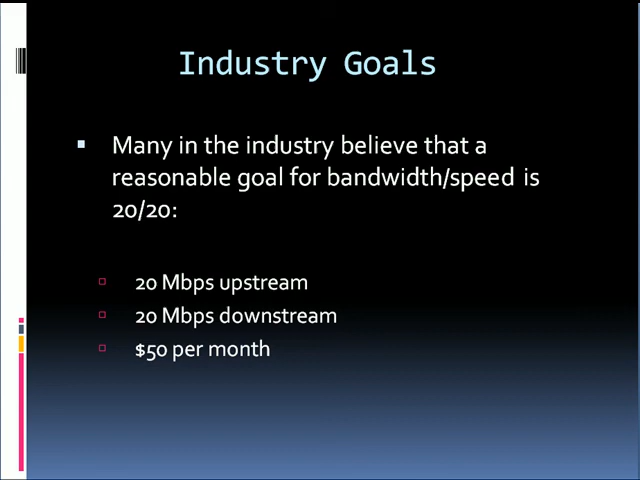 Industry Goals
Many in the industry believe that a
reasonable goal for bandwidth/speed is
20/20:
20 Mbps upstream
20 Mbps downstream
$50 per month